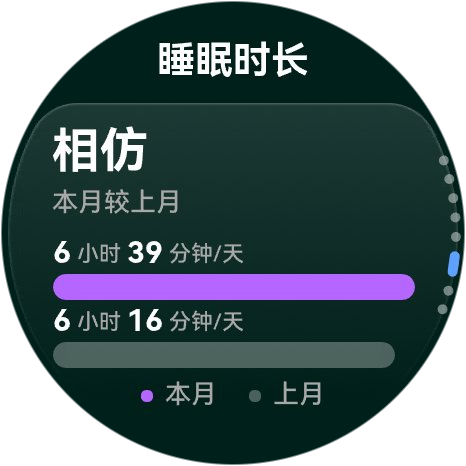 睡眠时长
相仿
本月较上月
6 小时 39 分钟/天
6 小时 16 分钟/天
本月 上月